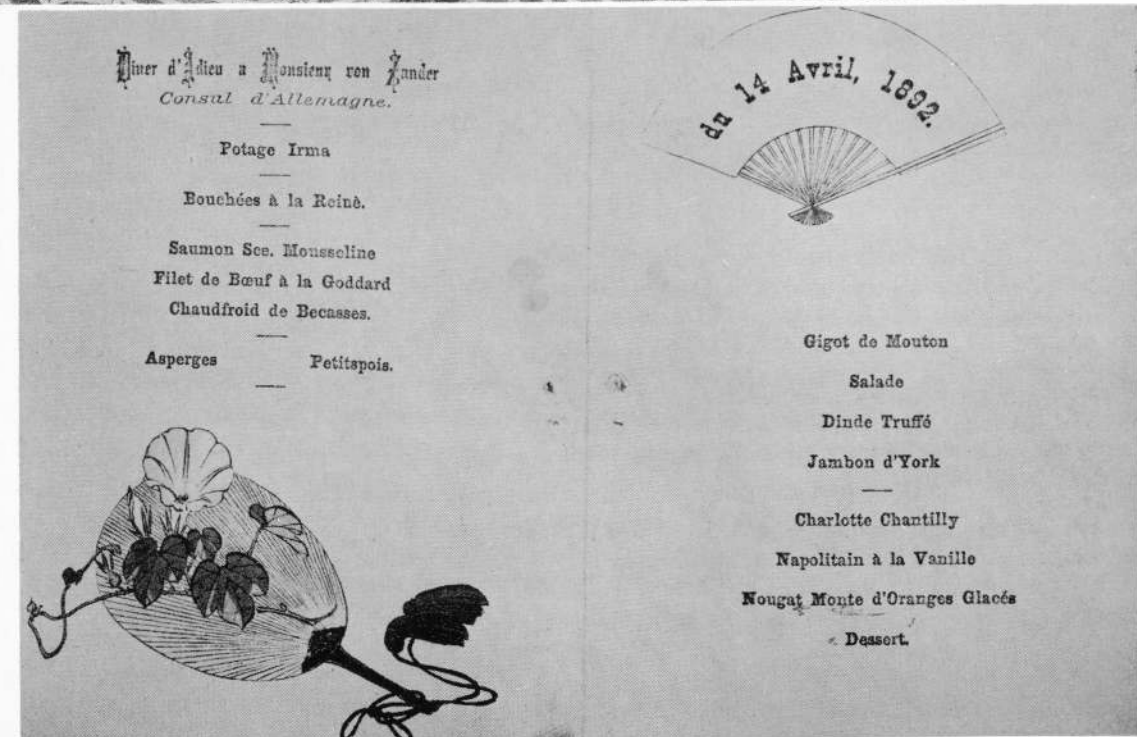 Diner d'Adieu a Monsieur von Zander
Consul d'Allemagne.
Potage Irma
Bouchées à la Reinè.
Saumon Sce. Mousseline
Filet de Bœuf à la Goddard
Chaudfroid de Becasses.
Asperges Petitspois.
du 14 Avril, 1892.
Gigot de Mouton
Salade
Dinde Truffé
Jambon d'York
Charlotte Chantilly
Napolitain à la Vanille
Nougat Monte d'Oranges Glacés
Dessert.